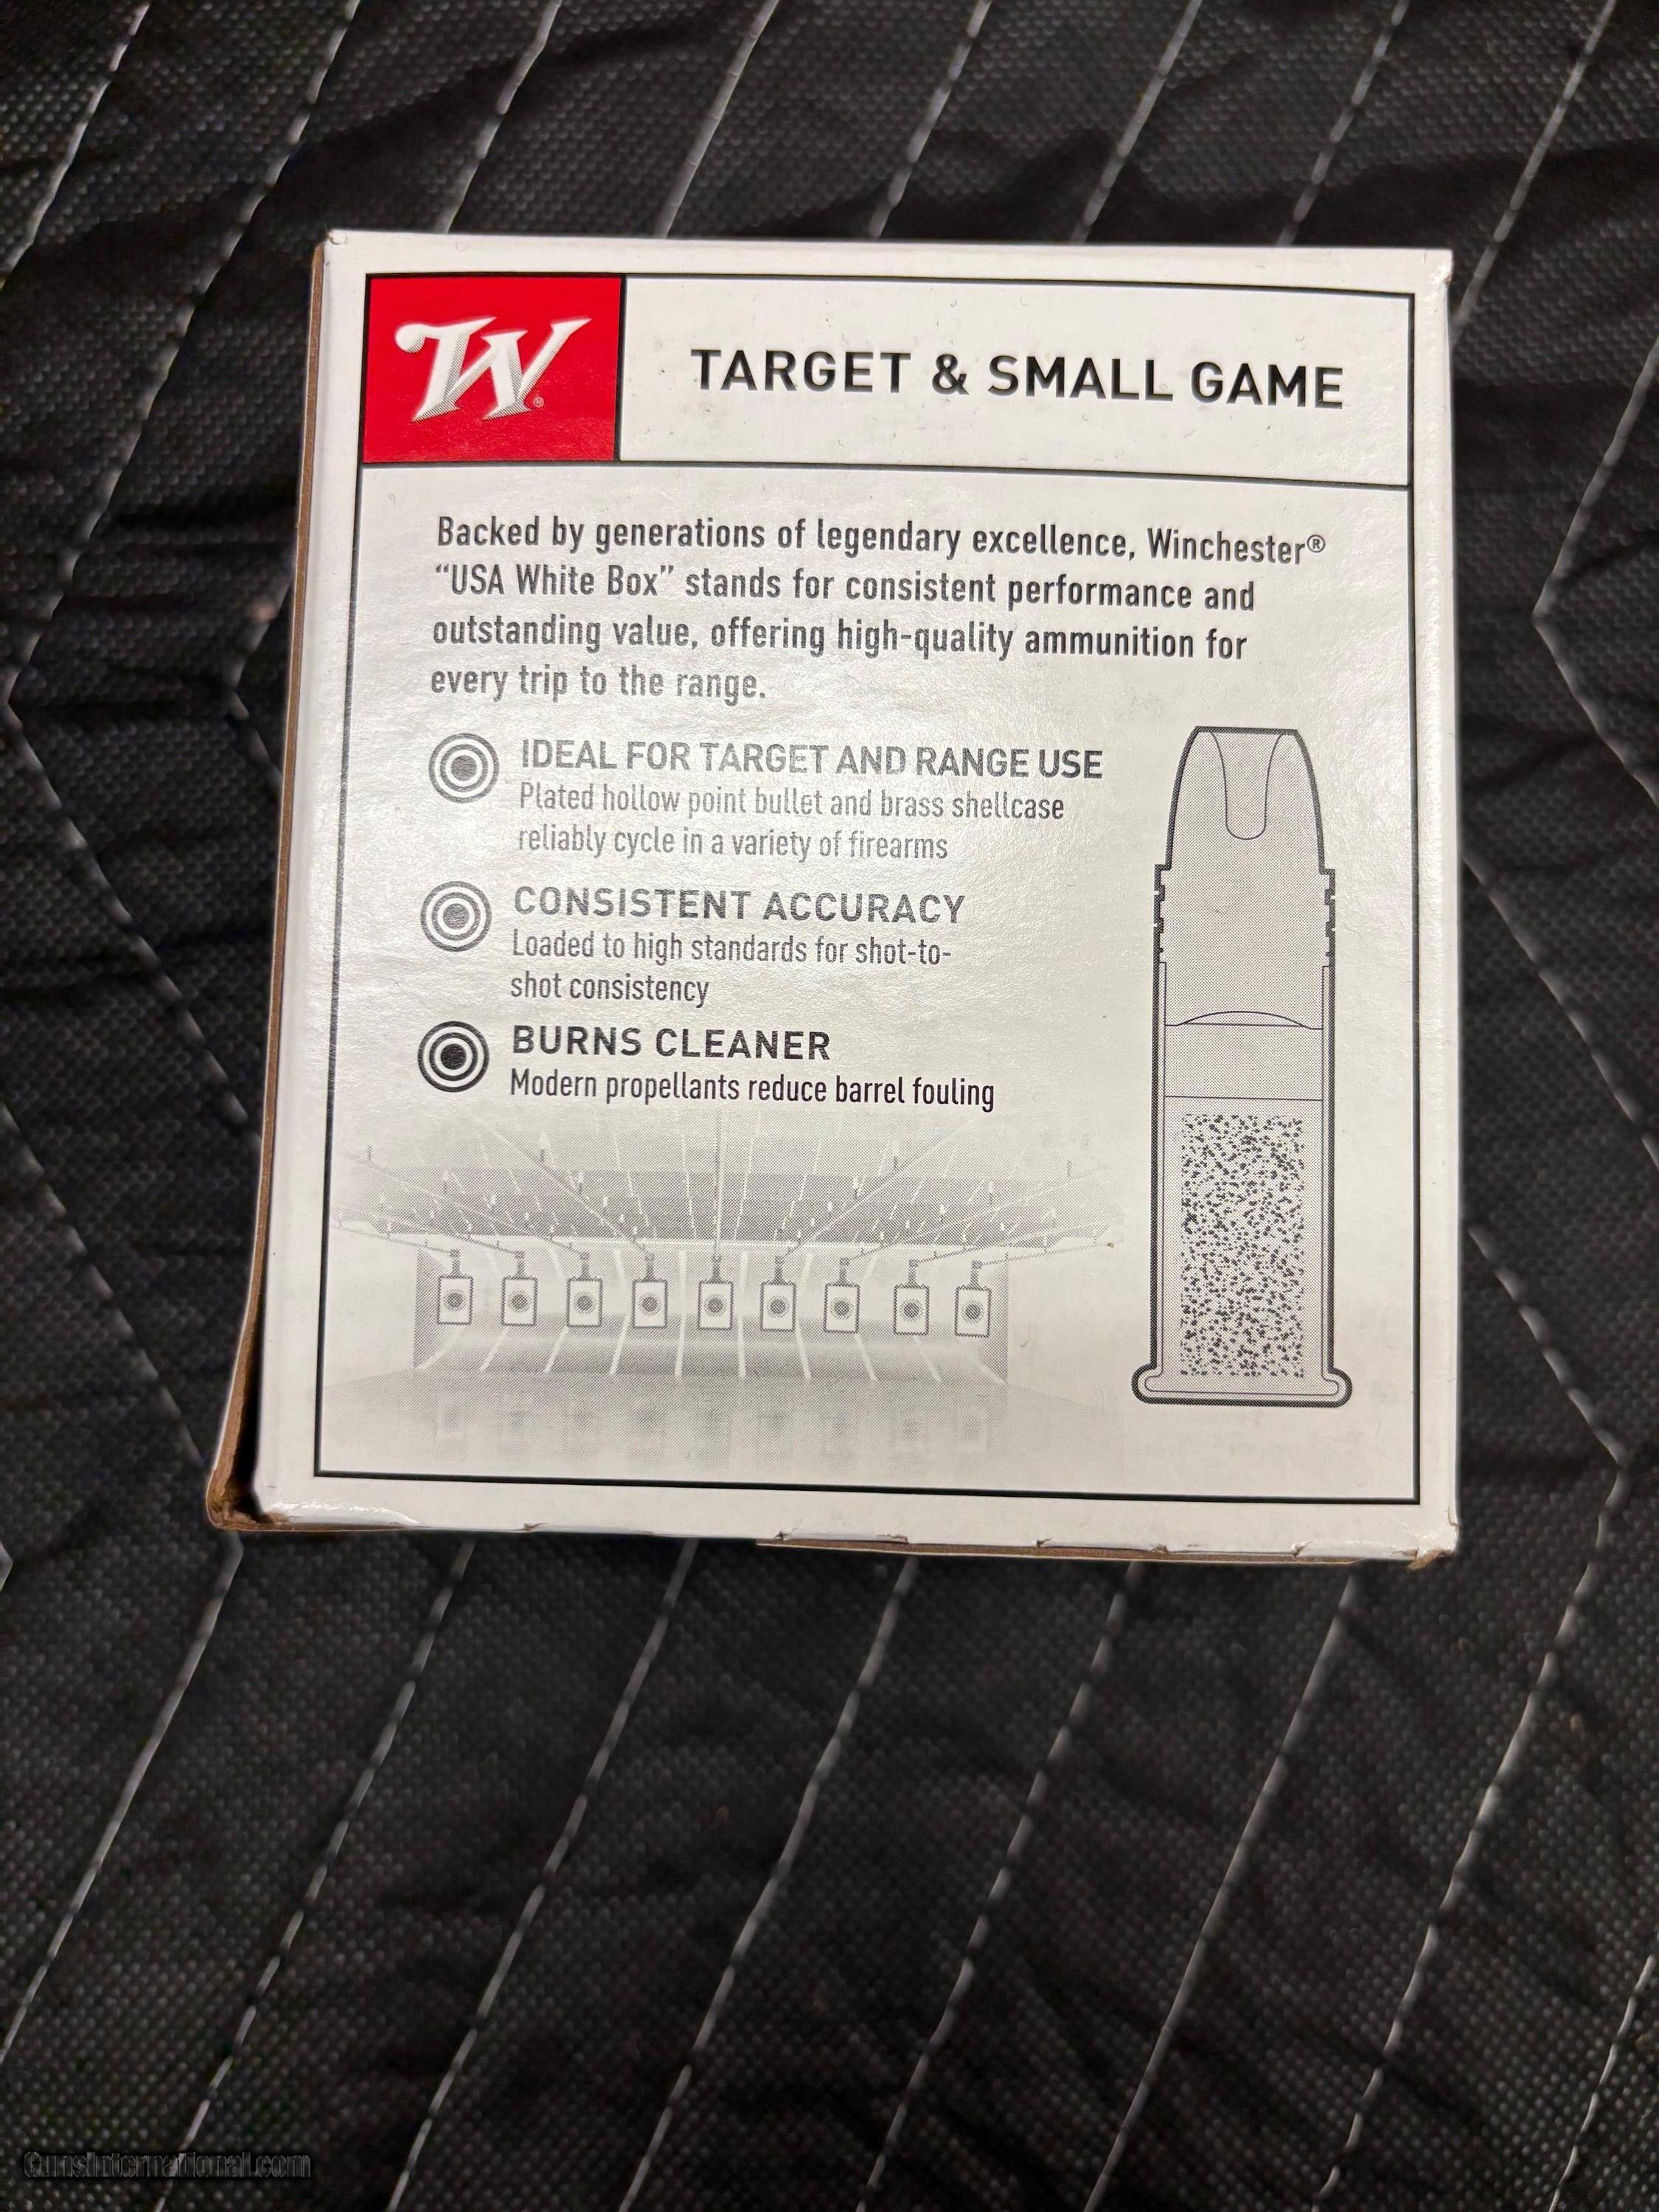 W®
TARGET & SMALL GAME
Backed by generations of legendary excellence, Winchester®
“USA White Box” stands for consistent performance and
outstanding value, offering high-quality ammunition for
every trip to the range.
IDEAL FOR TARGET AND RANGE USE
Plated hollow point bullet and brass shellcase
reliably cycle in a variety of firearms
CONSISTENT ACCURACY
Loaded to high standards for shot-to-
shot consistency
BURNS CLEANER
Modern propellants reduce barrel fouling
GunsInternational.com